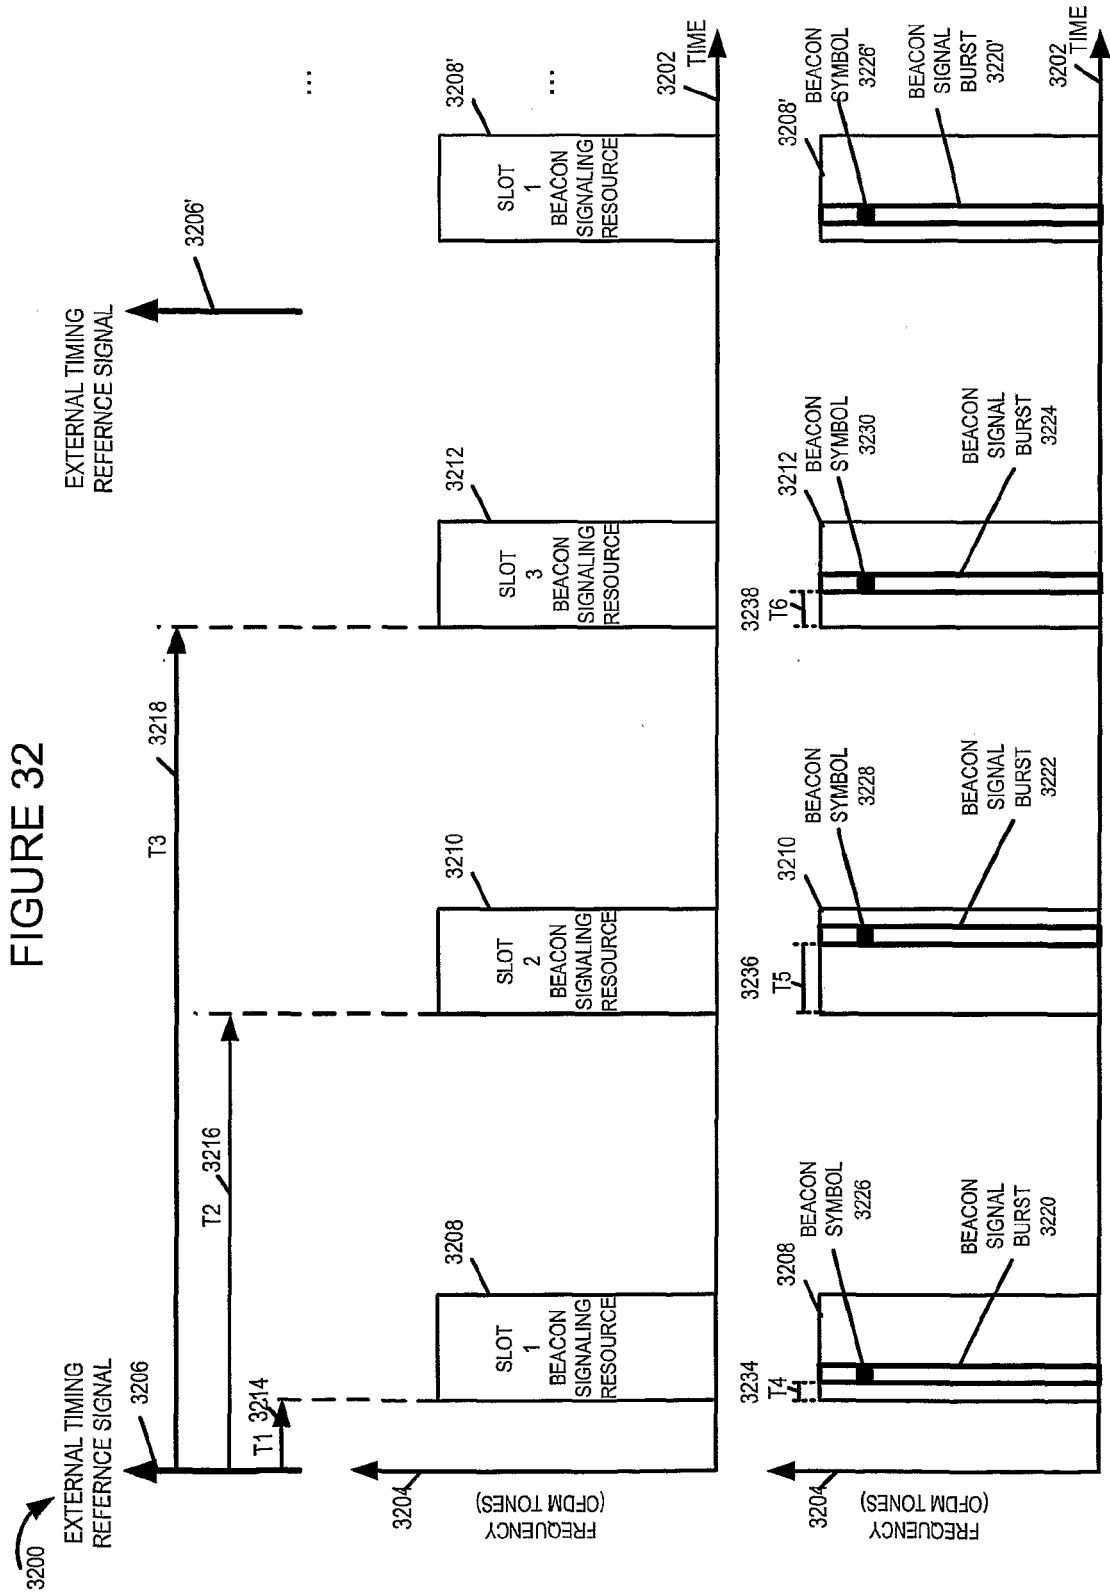 FIGURE 32
3200
EXTERNAL TIMING
REFERNCE SIGNAL
3206
EXTERNAL TIMING
REFERNCE SIGNAL
3206'
T3
3218
T2
3216
T1
3214
...
FREQUENCY
(OFDM TONES)
3204
SLOT
1
BEACON
SIGNALING
RESOURCE
3208
SLOT
2
BEACON
SIGNALING
RESOURCE
3210
SLOT
3
BEACON
SIGNALING
RESOURCE
3212
SLOT
1
BEACON
SIGNALING
RESOURCE
3208'
...
3202
TIME
FREQUENCY
(OFDM TONES)
3204
3234
T4
3208
BEACON
SYMBOL
3226
BEACON
SIGNAL
BURST
3220
3236
T5
3210
BEACON
SYMBOL
3228
BEACON
SIGNAL
BURST
3222
3238
T6
3212
BEACON
SYMBOL
3230
BEACON
SIGNAL
BURST
3224
3208'
BEACON
SYMBOL
3226'
BEACON
SIGNAL
BURST
3220'
3202
TIME